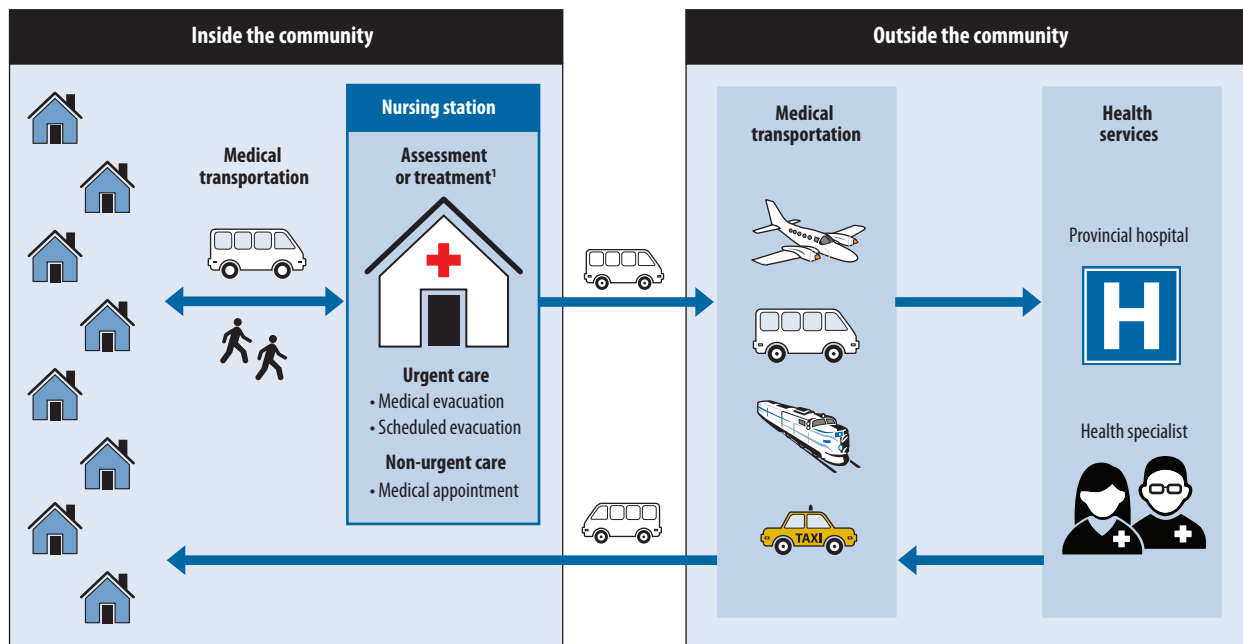 Inside the community
Outside the community
Nursing station
Medical
transportation
Assessment
or treatment¹
Urgent care
• Medical evacuation
• Scheduled evacuation
Non-urgent care
• Medical appointment
Medical
transportation
TAXI
Health
services
Provincial hospital
H
Health specialist